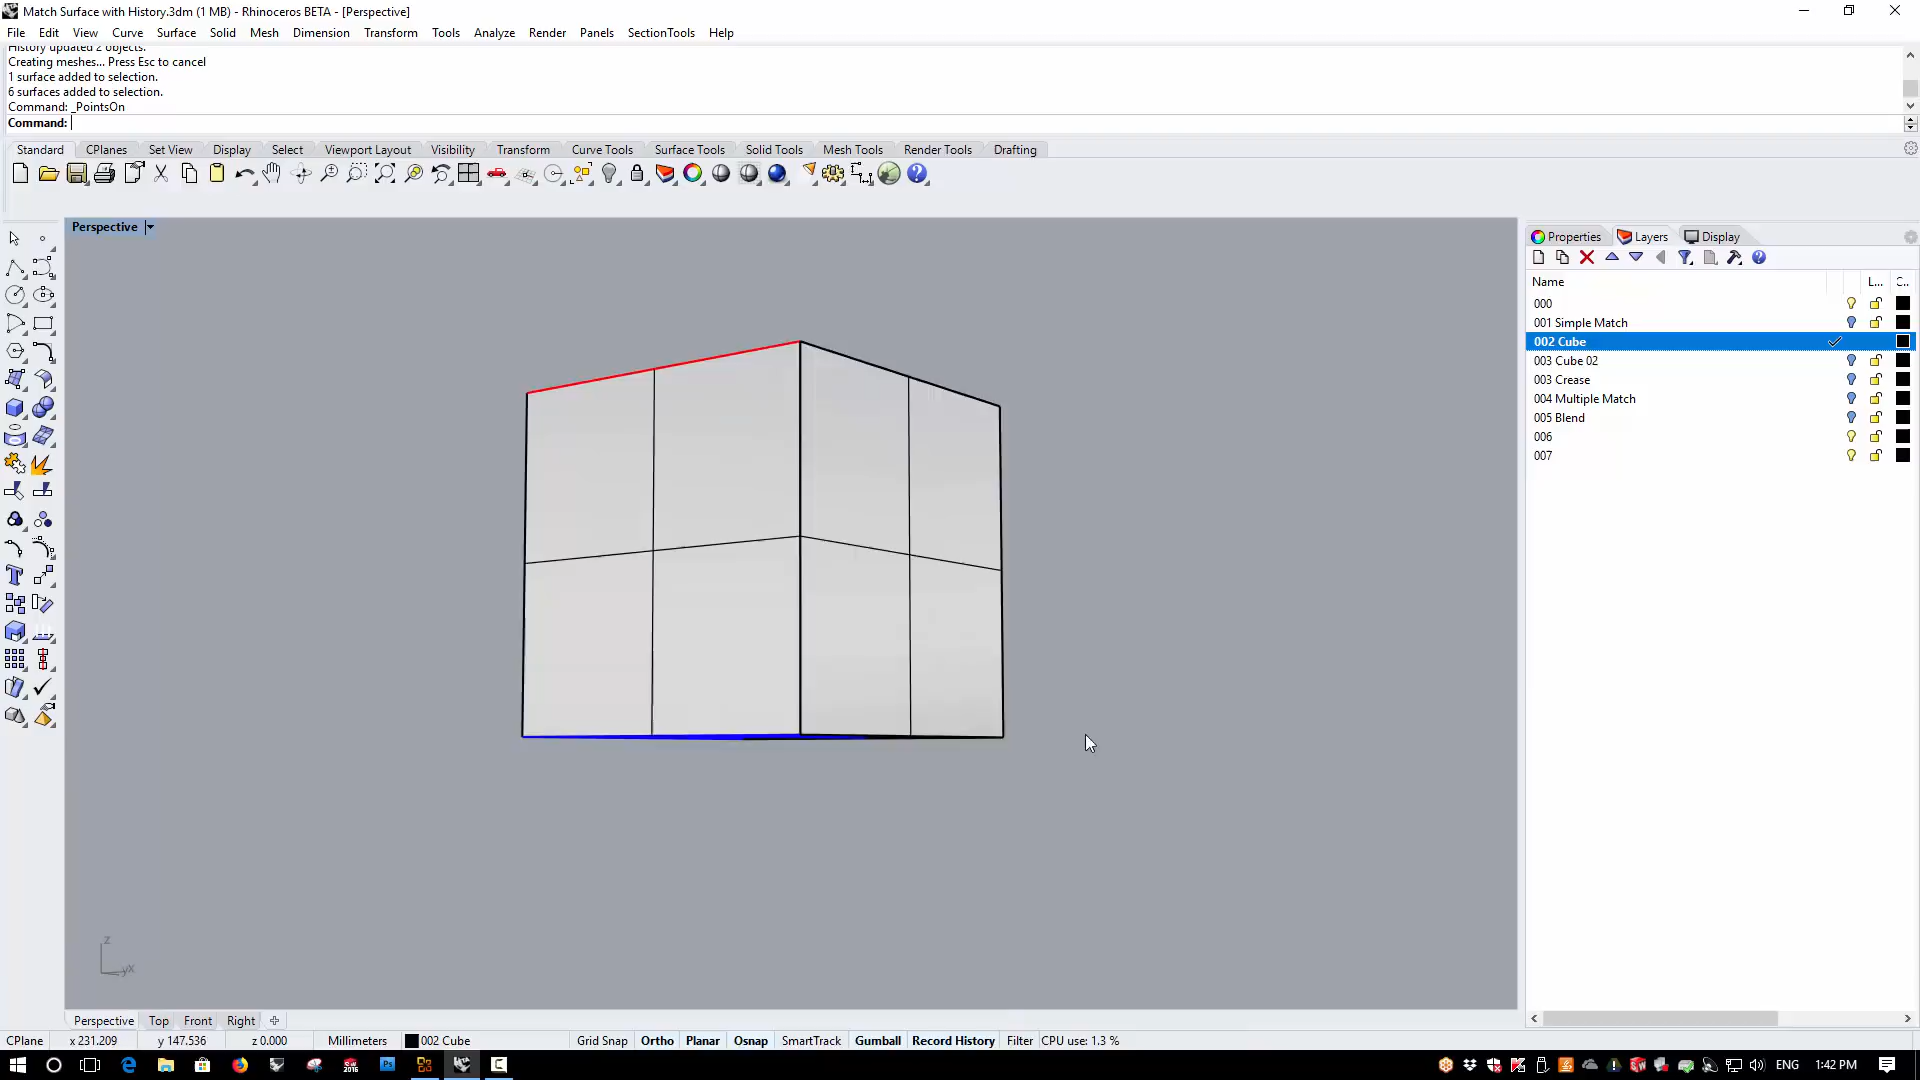 Match Surface with History.3dm (1 MB) - Rhinoceros BETA - [Perspective]
File Edit View Curve Surface Solid Mesh Dimension Transform Tools Analyze Render Panels SectionTools Help
History updated 2 objects.
Creating meshes... Press Esc to cancel
1 surface added to selection.
6 surfaces added to selection.
Command: _PointsOn
Command:
Standard CPlanes Set View Display Select Viewport Layout Visibility Transform Curve Tools Surface Tools Solid Tools Mesh Tools Render Tools Drafting
Perspective
Properties Layers Display
Name L... C..
000
001 Simple Match
002 Cube
003 Cube 02
003 Crease
004 Multiple Match
005 Blend
006
007
z
yx
Perspective Top Front Right
CPlane x 231.209 y 147.536 z 0.000 Millimeters 002 Cube Grid Snap Ortho Planar Osnap SmartTrack Gumball Record History Filter CPU use: 1.3 %
ENG 1:42 PM